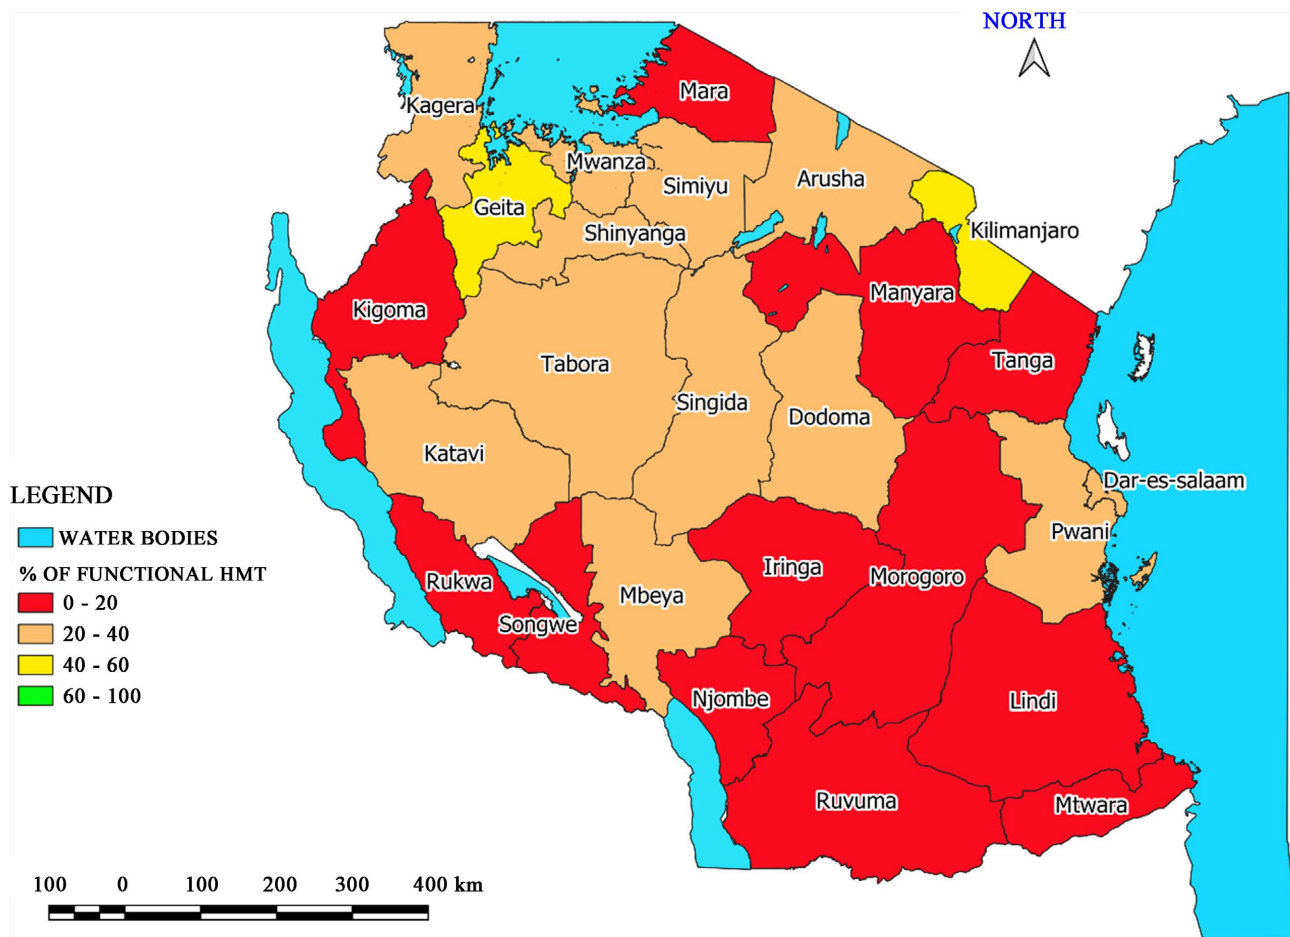 NORTH
Mara
Kagera
Mwanza
Simiyu
Arusha
Geita
Shinyanga
Kilimanjaro
Kigoma
Manyara
Tabora
Tanga
Singida
Dodoma
Katavi
Dar-es-salaam
Pwani
Iringa
Morogoro
Rukwa
Mbeya
Songwe
Njombe
Lindi
Ruvuma
Mtwara
LEGEND
WATER BODIES
% OF FUNCTIONAL HMT
0 - 20
20 - 40
40 - 60
60 - 100
100 0 100 200 300 400 km